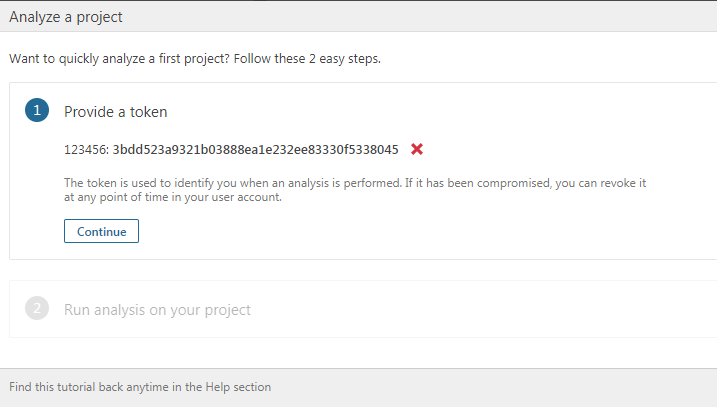 Analyze a project
Want to quickly analyze a first project? Follow these 2 easy steps.
1 Provide a token
123456: 3bdd523a9321b03888ea1e232ee83330f5338045
The token is used to identify you when an analysis is performed. If it has been compromised, you can revoke it
at any point of time in your user account.
Continue
2 Run analysis on your project
Find this tutorial back anytime in the Help section